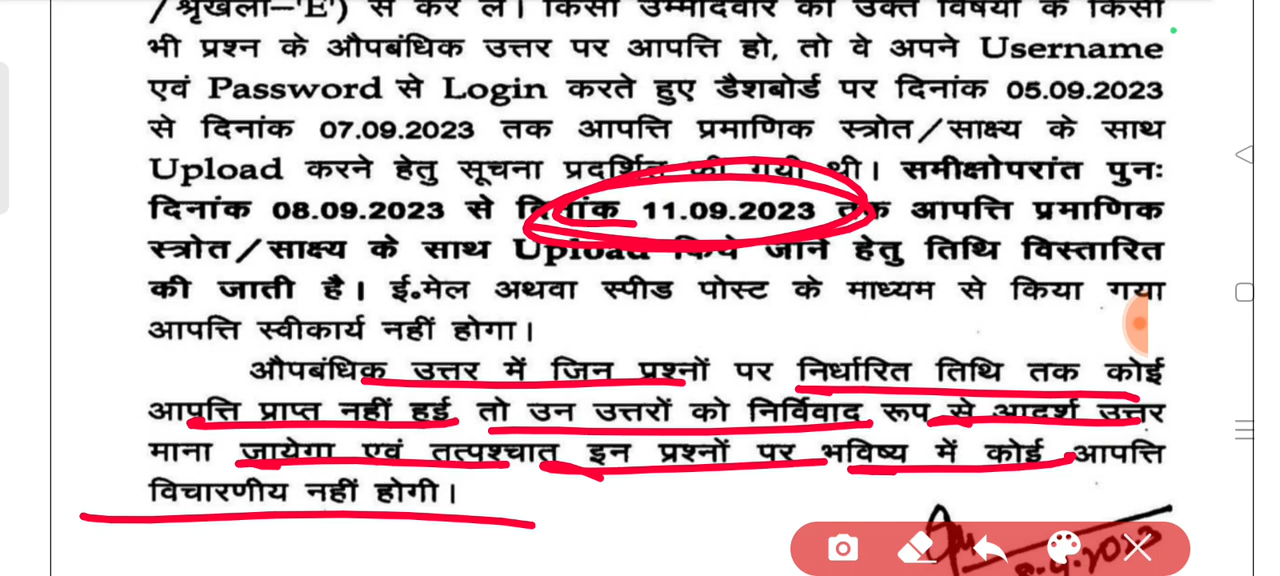 /श्रृंखला–'E') से कर लें। किसी उम्मीदवार को उक्त विषयों के किसी
भी प्रश्न के औपबंधिक उत्तर पर आपत्ति हो, तो वे अपने Username
एवं Password से Login करते हुए डैशबोर्ड पर दिनांक 05.09.2023
से दिनांक 07.09.2023 तक आपत्ति प्रमाणिक स्त्रोत/साक्ष्य के साथ
Upload करने हेतु सूचना प्रदर्शित की गयी थी। समीक्षोपरांत पुनः
दिनांक 08.09.2023 से दिनांक 11.09.2023 तक आपत्ति प्रमाणिक
स्त्रोत/साक्ष्य के साथ Upload किये जाने हेतु तिथि विस्तारित
की जाती है। ई.मेल अथवा स्पीड पोस्ट के माध्यम से किया गया
आपत्ति स्वीकार्य नहीं होगा।
औपबंधिक उत्तर में जिन प्रश्नों पर निर्धारित तिथि तक कोई
आपत्ति प्राप्त नहीं हुई तो उन उत्तरों को निर्विवाद रूप से आदर्श उत्तर
माना जायेगा एवं तत्पश्चात इन प्रश्नों पर भविष्य में कोई आपत्ति
विचारणीय नहीं होगी।